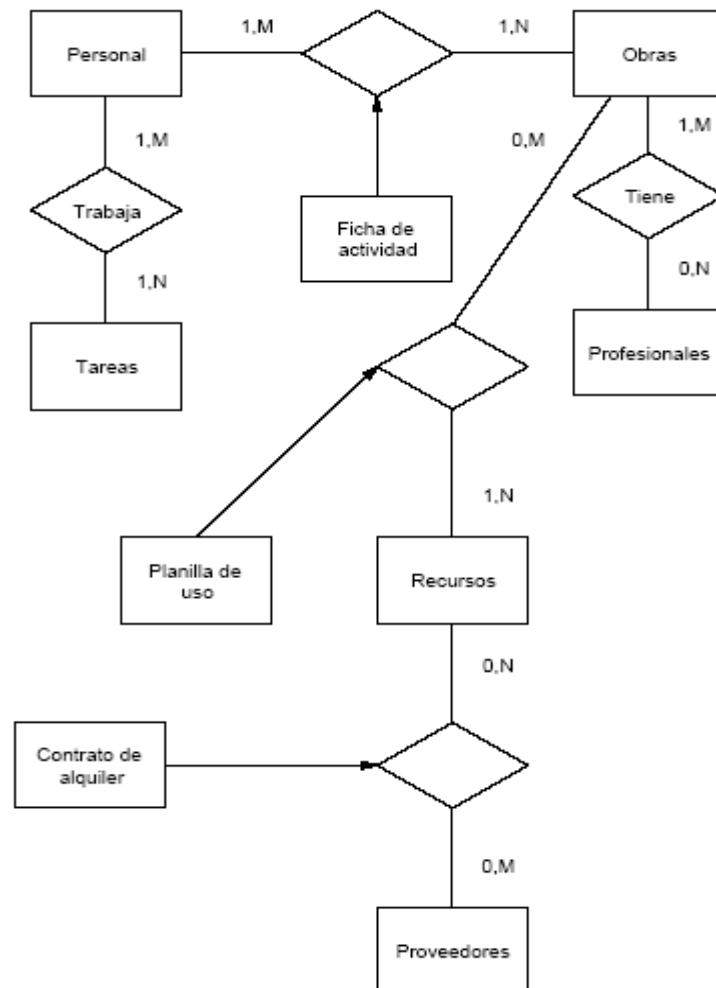 1,M
1,N
Personal
Obras
1,M
0,M
1,M
Trabaja
Tiene
Ficha de
actividad
1,N
0,N
Tareas
Profesionales
1,N
Planilla de
uso
Recursos
0,N
Contrato de
alquiler
0,M
Proveedores